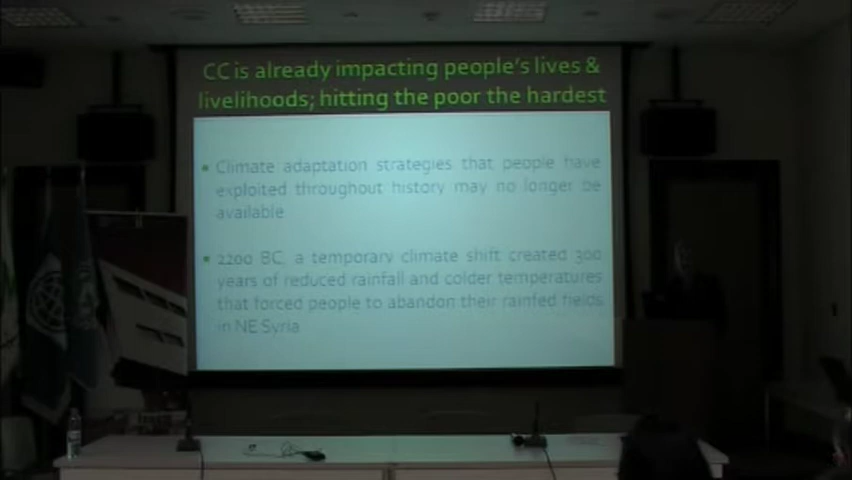 CC is already impacting people's lives &
livelihoods; hitting the poor the hardest
Climate adaptation strategies that people have
exploited throughout history may no longer be
available
2200 BC, a temporary climate shift created 300
years of reduced rainfall and colder temperatures
that forced people to abandon their rainfed fields
in NE Syria